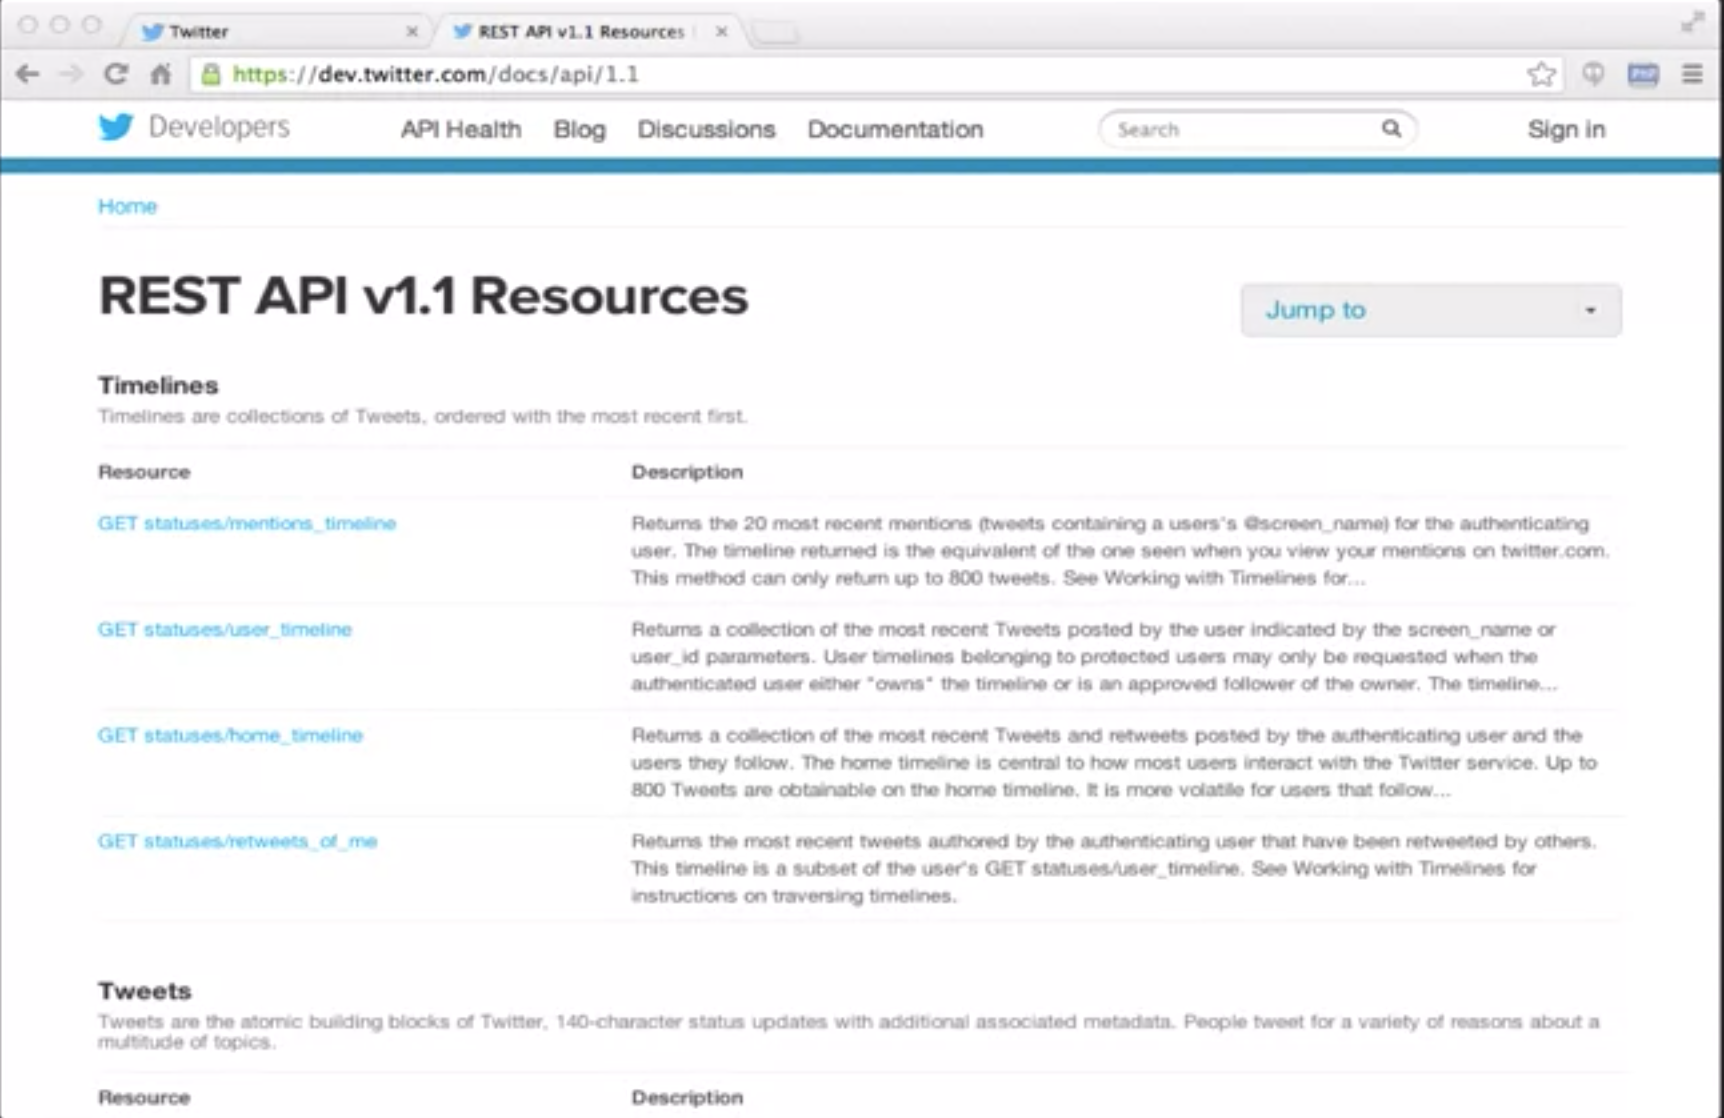 Twitter
REST API v1.1 Resources
https://dev.twitter.com/docs/api/1.1
Developers
API Health
Blog
Discussions
Documentation
Search
Sign in
Home
REST API v1.1 Resources
Jump to
Timelines
Timelines are collections of Tweets, ordered with the most recent first.
Resource
Description
GET statuses/mentions_timeline
Returns the 20 most recent mentions (tweets containing a users's @screen_name) for the authenticating
user. The timeline returned is the equivalent of the one seen when you view your mentions on twitter.com.
This method can only return up to 800 tweets. See Working with Timelines for...
GET statuses/user_timeline
Returns a collection of the most recent Tweets posted by the user indicated by the screen_name or
user_id parameters. User timelines belonging to protected users may only be requested when the
authenticated user either "owns" the timeline or is an approved follower of the owner. The timeline...
GET statuses/home_timeline
Returns a collection of the most recent Tweets and retweets posted by the authenticating user and the
users they follow. The home timeline is central to how most users interact with the Twitter service. Up to
800 Tweets are obtainable on the home timeline. It is more volatile for users that follow...
GET statuses/retweets_of_me
Returns the most recent tweets authored by the authenticating user that have been retweeted by others.
This timeline is a subset of the user's GET statuses/user_timeline. See Working with Timelines for
instructions on traversing timelines.
Tweets
Tweets are the atomic building blocks of Twitter, 140-character status updates with additional associated metadata. People tweet for a variety of reasons about a
multitude of topics.
Resource
Description